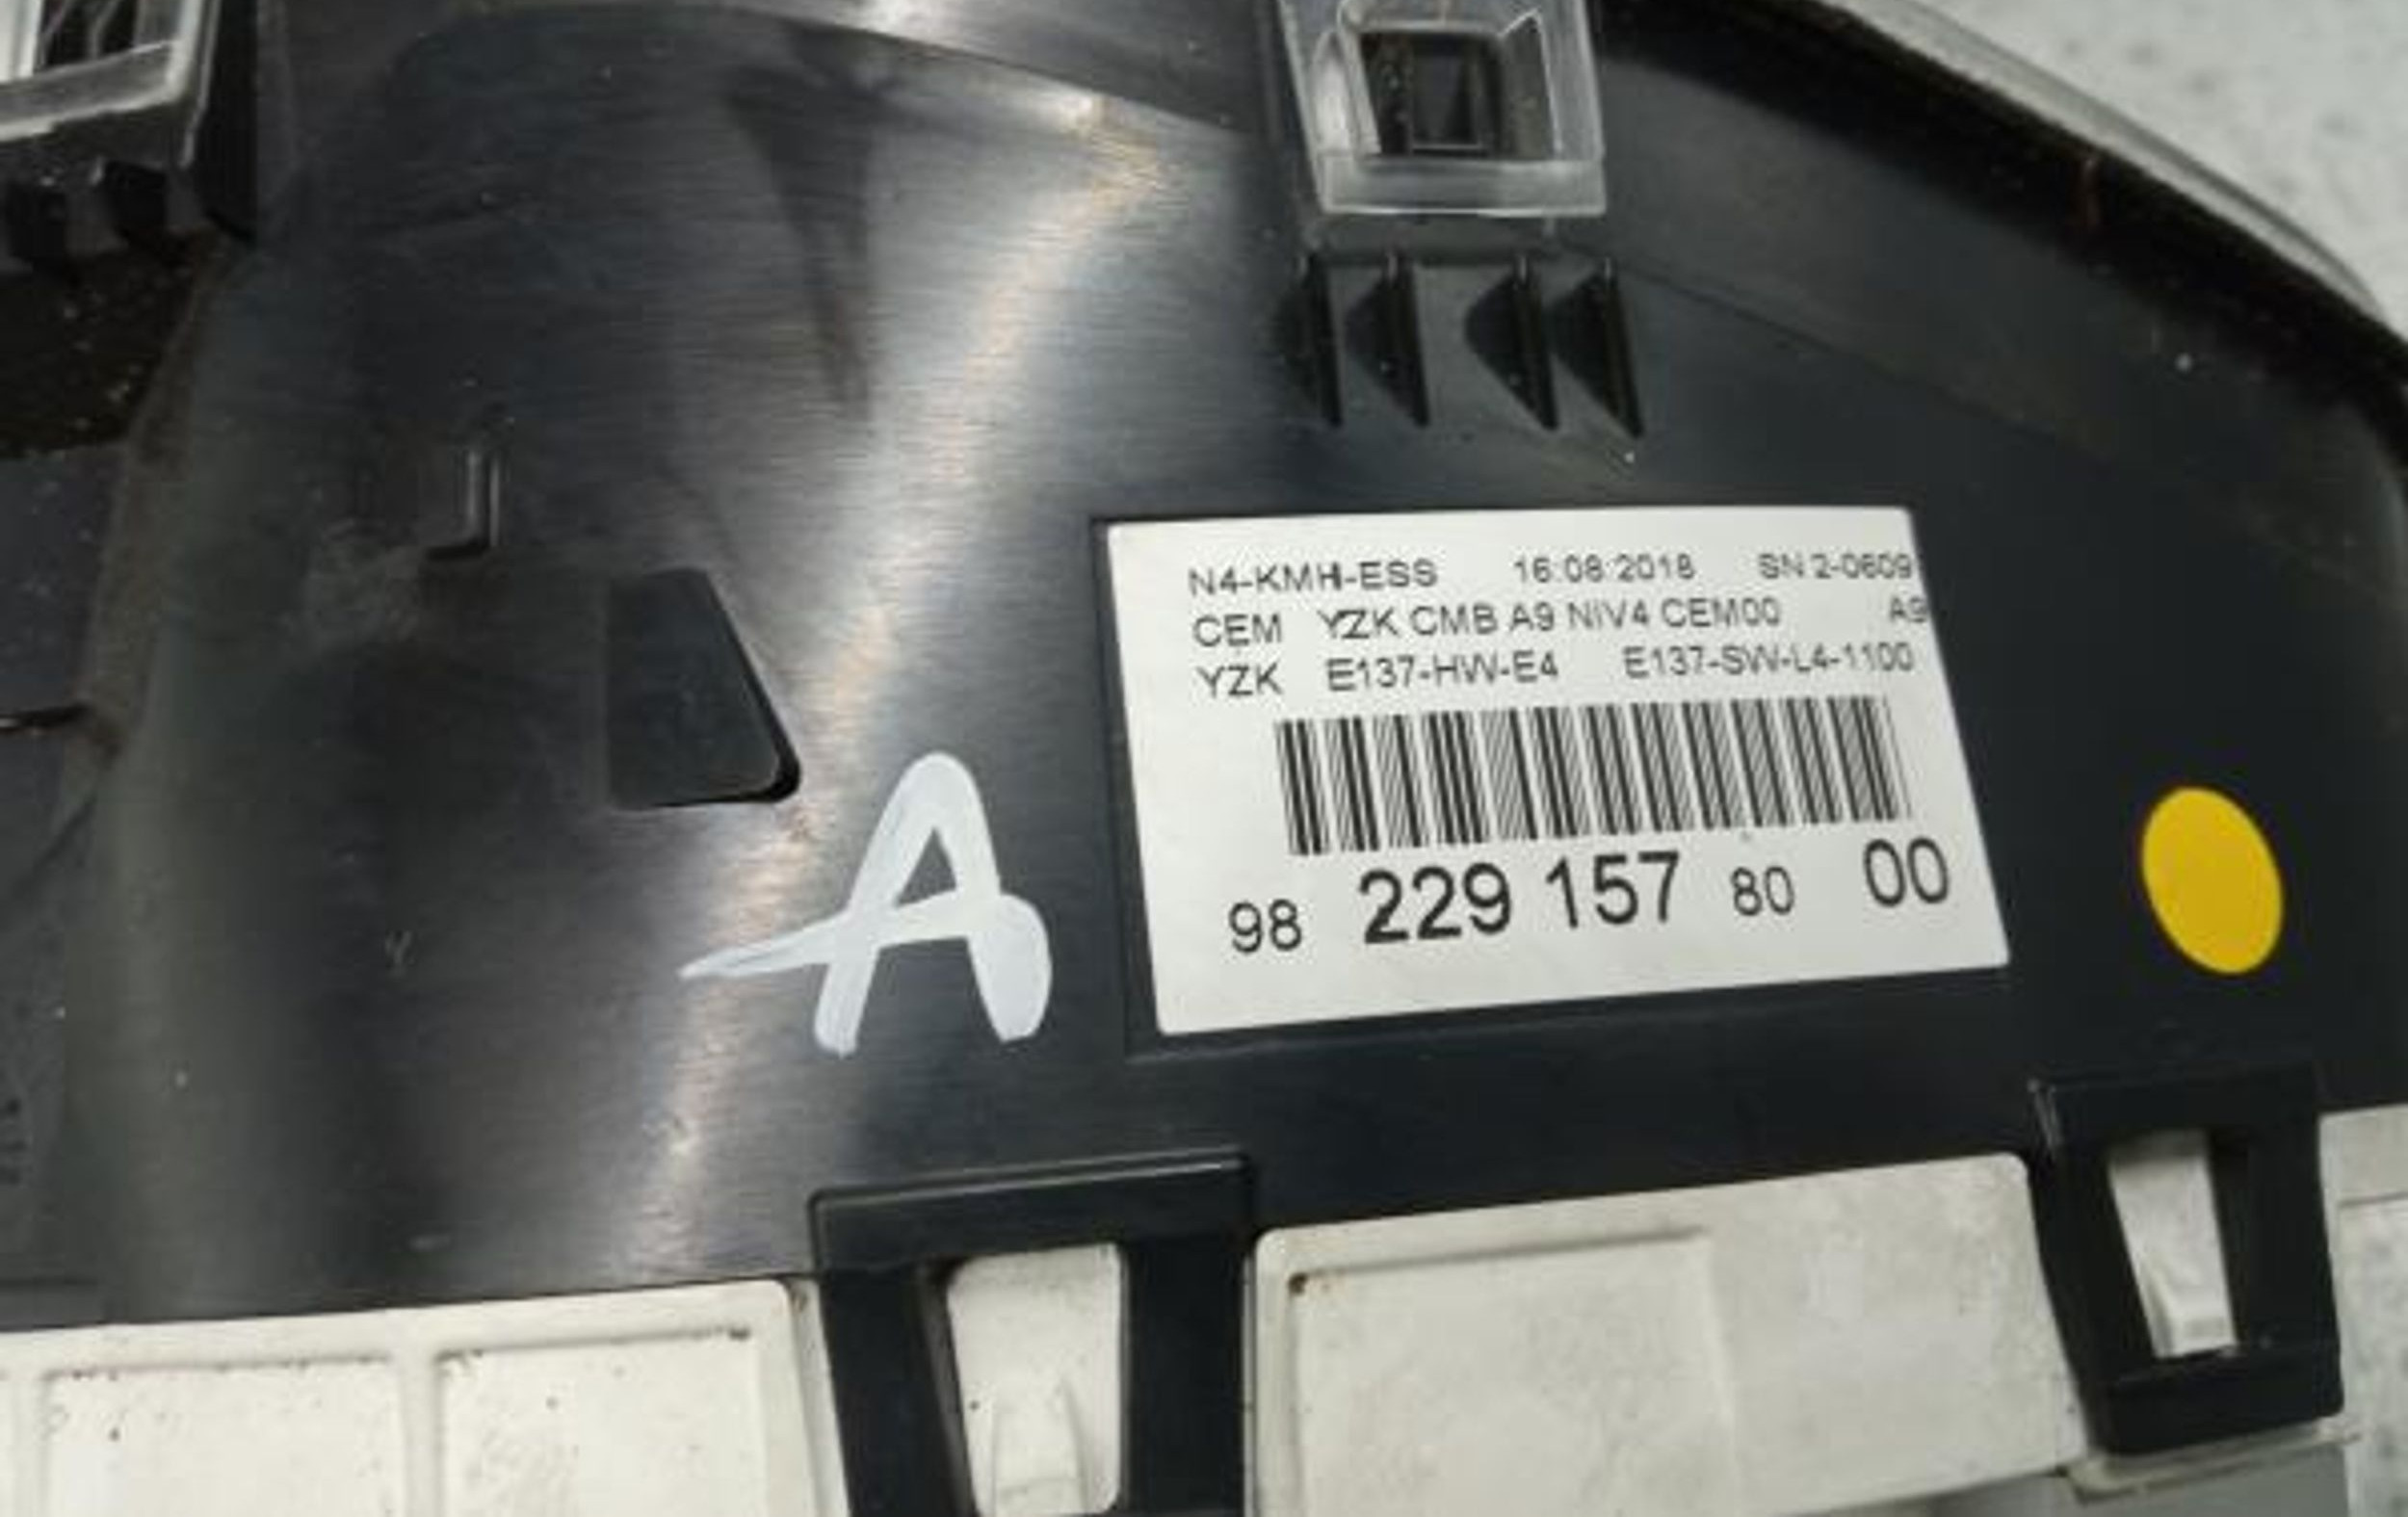 N4-KMH-ESS 16.08.2018 SN 2-0609
CEM YZK CMB A9 NIV4 CEM00 A9
YZK E137-HW-E4 E137-SW-L4-1100
98 229 157 80 00
A